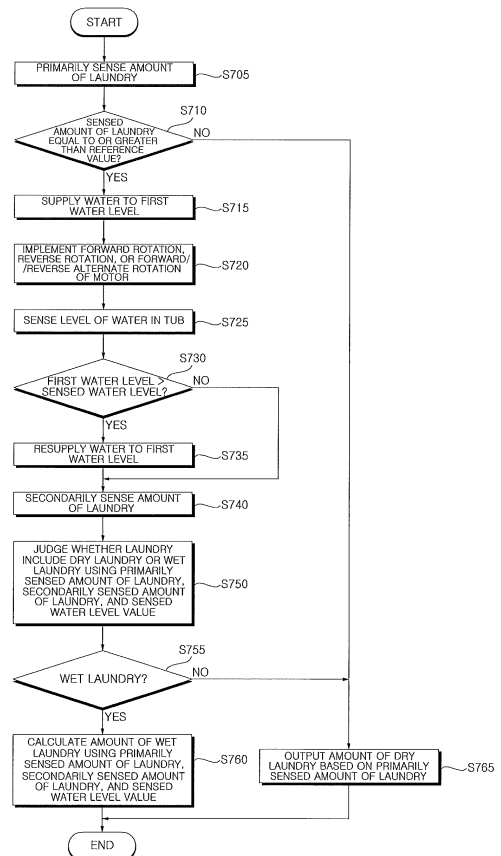 START
PRIMARILY SENSE AMOUNT
OF LAUNDRY
S705
S710
SENSED
AMOUNT OF LAUNDRY
EQUAL TO OR GREATER
THAN REFERENCE
VALUE?
NO
YES
SUPPLY WATER TO FIRST
WATER LEVEL
S715
IMPLEMENT FORWARD ROTATION,
REVERSE ROTATION, OR FORWARD/
/REVERSE ALTERNATE ROTATION
OF MOTOR
S720
SENSE LEVEL OF WATER IN TUB
S725
S730
FIRST WATER LEVEL >
SENSED WATER LEVEL?
NO
YES
RESUPPLY WATER TO FIRST
WATER LEVEL
S735
SECONDARILY SENSE AMOUNT
OF LAUNDRY
S740
JUDGE WHETHER LAUNDRY
INCLUDE DRY LAUNDRY OR WET
LAUNDRY USING PRIMARILY
SENSED AMOUNT OF LAUNDRY,
SECONDARILY SENSED AMOUNT
OF LAUNDRY, AND SENSED
WATER LEVEL VALUE
S750
S755
WET LAUNDRY?
NO
YES
CALCULATE AMOUNT OF WET
LAUNDRY USING PRIMARILY
SENSED AMOUNT OF LAUNDRY,
SECONDARILY SENSED AMOUNT
OF LAUNDRY, AND SENSED
WATER LEVEL VALUE
S760
OUTPUT AMOUNT OF DRY
LAUNDRY BASED ON PRIMARILY
SENSED AMOUNT OF LAUNDRY
S765
END